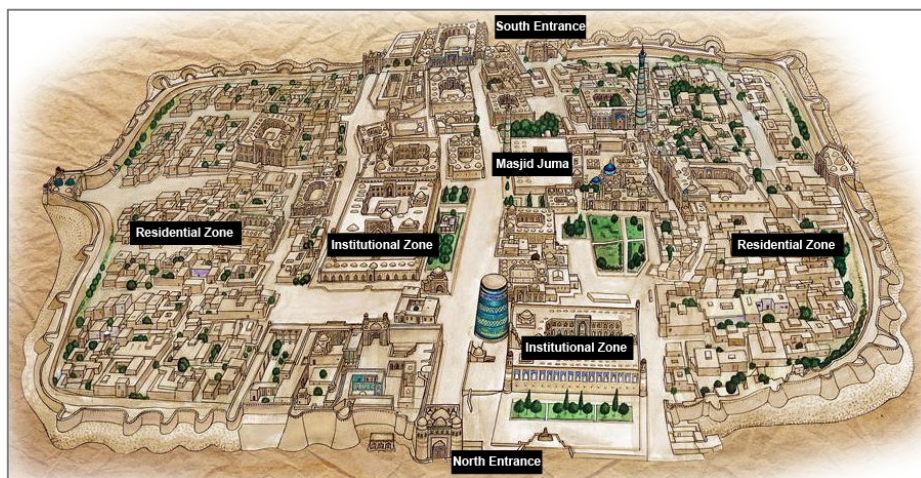 South Entrance
Masjid Juma
Residential Zone
Institutional Zone
Residential Zone
Institutional Zone
North Entrance